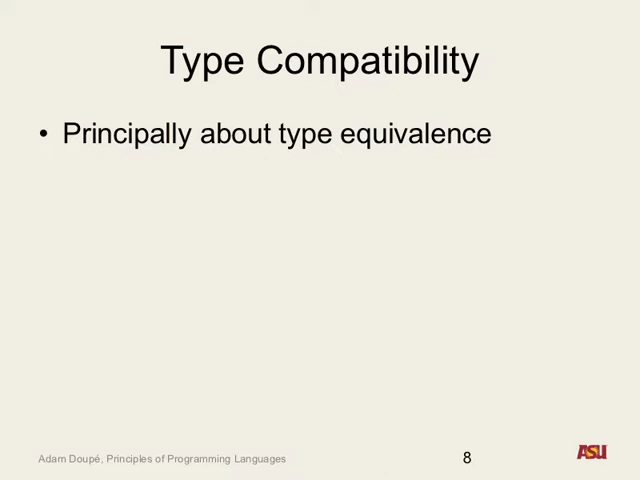 Type Compatibility
• Principally about type equivalence
Adam Doupé, Principles of Programming Languages
8
ASU